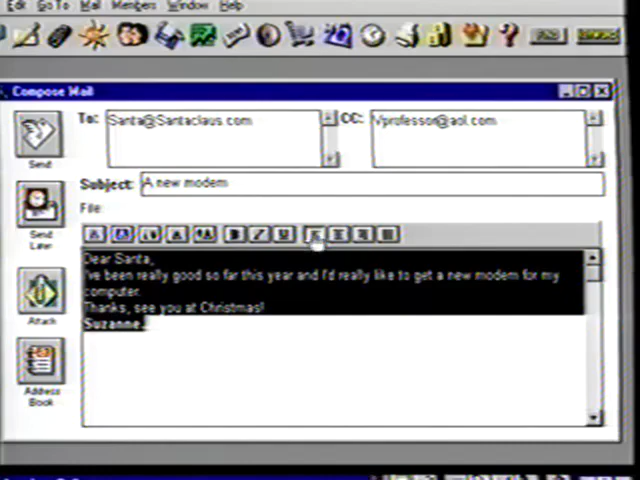 Edit Go To Mail Members Window Help
Compose Mail
To: Santa@Santaclaus.com CC: Vprofessor@aol.com
Send
Subject: A new modem
File:
Send
Later
Dear Santa,
I've been really good so far this year and I'd really like to get a new modem for my
computer.
Thanks, see you at Christmas!
Suzanne
Attach
Address
Book